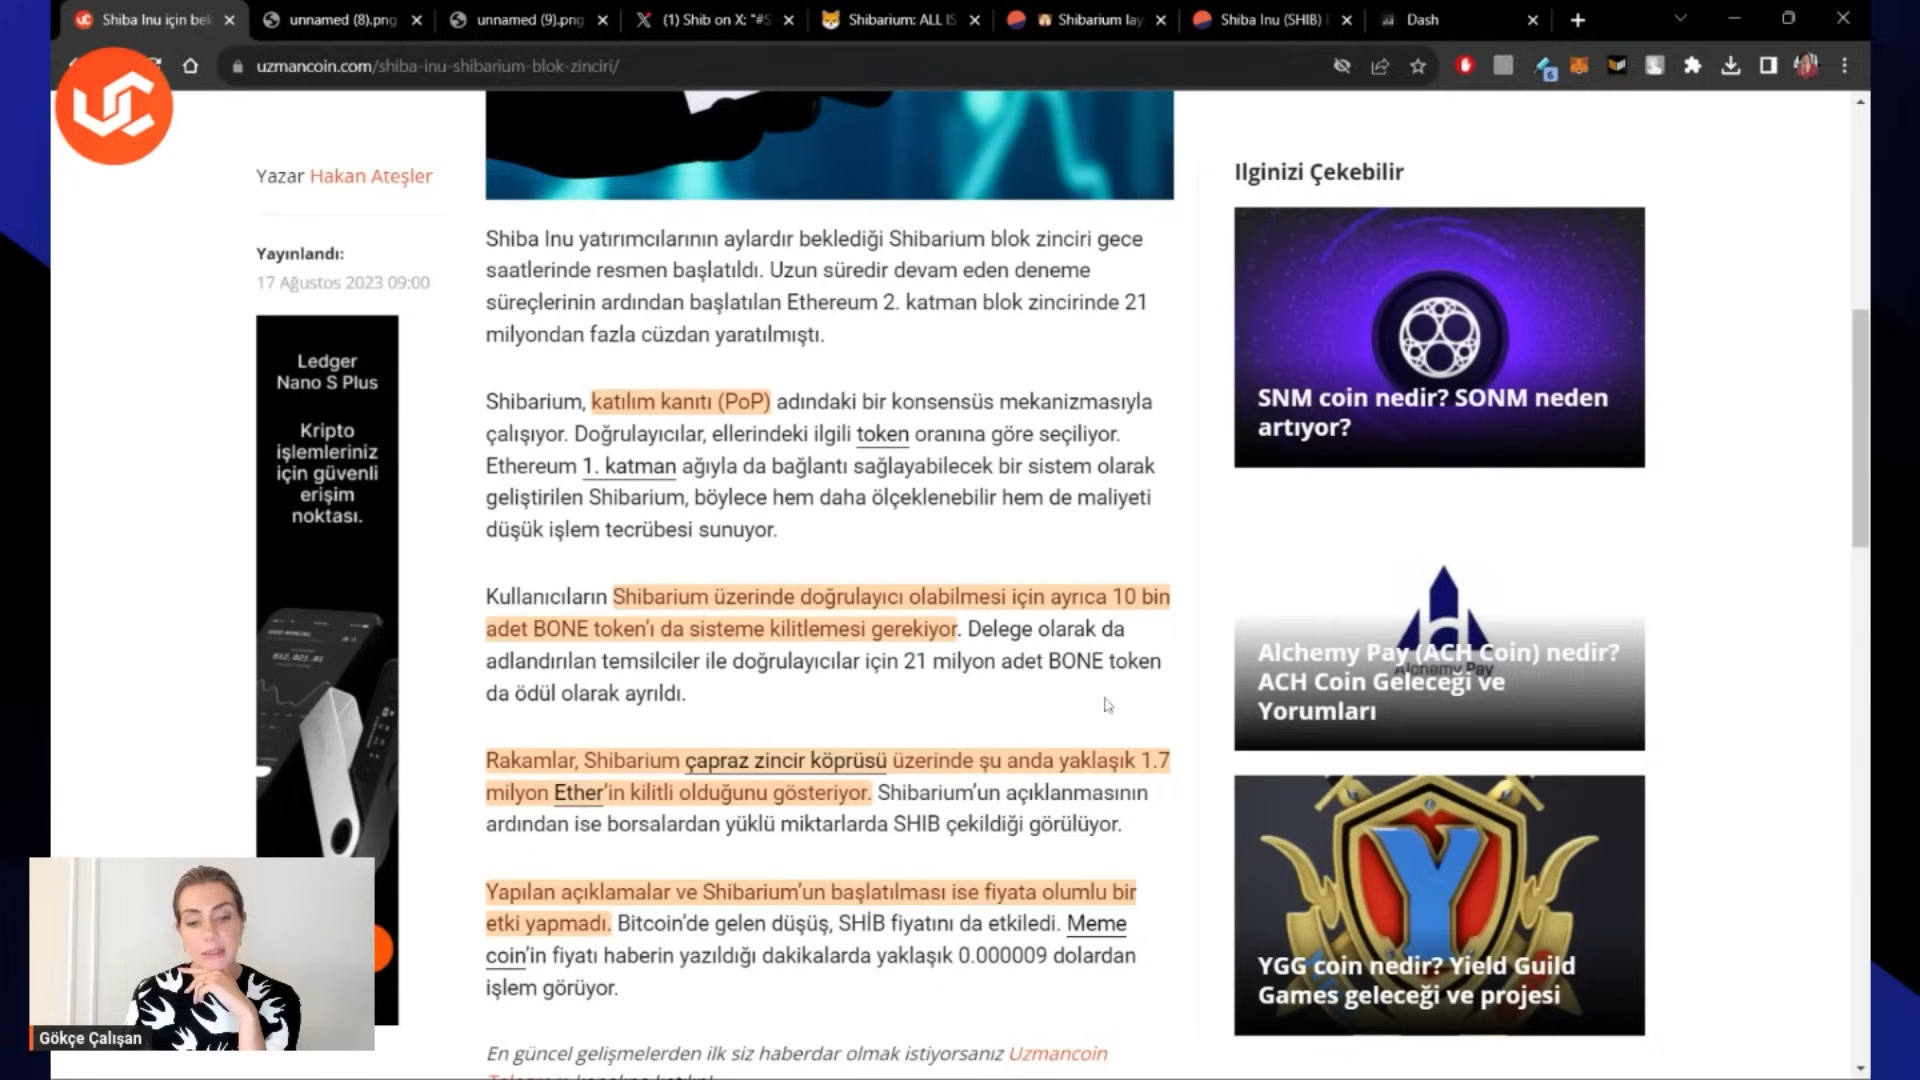 Shiba Inu için bek
unnamed (8).png
unnamed (9).png
(1) Shib on X: "#S
Shibarium: ALL IS
Shibarium lay
Shiba Inu (SHIB)
Dash
uzmancoin.com/shiba-inu-shibarium-blok-zinciri/
6
UC
Yazar Hakan Ateşler
Yayınlandı:
17 Ağustos 2023 09:00
Ledger
Nano S Plus
Kripto
işlemleriniz
için güvenli
erişim
noktası.
Shiba Inu yatırımcılarının aylardır beklediği Shibarium blok zinciri gece
saatlerinde resmen başlatıldı. Uzun süredir devam eden deneme
süreçlerinin ardından başlatılan Ethereum 2. katman blok zincirinde 21
milyondan fazla cüzdan yaratılmıştı.
Shibarium, katılım kanıtı (PoP) adındaki bir konsensüs mekanizmasıyla
çalışıyor. Doğrulayıcılar, ellerindeki ilgili token oranına göre seçiliyor.
Ethereum 1. katman ağıyla da bağlantı sağlayabilecek bir sistem olarak
geliştirilen Shibarium, böylece hem daha ölçeklenebilir hem de maliyeti
düşük işlem tecrübesi sunuyor.
Kullanıcıların Shibarium üzerinde doğrulayıcı olabilmesi için ayrıca 10 bin
adet BONE token'ı da sisteme kilitlemesi gerekiyor. Delege olarak da
adlandırılan temsilciler ile doğrulayıcılar için 21 milyon adet BONE token
da ödül olarak ayrıldı.
Rakamlar, Shibarium çapraz zincir köprüsü üzerinde şu anda yaklaşık 1.7
milyon Ether'in kilitli olduğunu gösteriyor. Shibarium'un açıklanmasının
ardından ise borsalardan yüklü miktarlarda SHIB çekildiği görülüyor.
Yapılan açıklamalar ve Shibarium'un başlatılması ise fiyata olumlu bir
etki yapmadı. Bitcoin'de gelen düşüş, SHİB fiyatını da etkiledi. Meme
coin'in fiyatı haberin yazıldığı dakikalarda yaklaşık 0.000009 dolardan
işlem görüyor.
En güncel gelişmelerden ilk siz haberdar olmak istiyorsanız Uzmancoin
Ilginizi Çekebilir
SNM coin nedir? SONM neden
artıyor?
Alchemy Pay
Alchemy Pay (ACH Coin) nedir?
ACH Coin Geleceği ve
Yorumları
YGG coin nedir? Yield Guild
Games geleceği ve projesi
Gökçe Çalışan